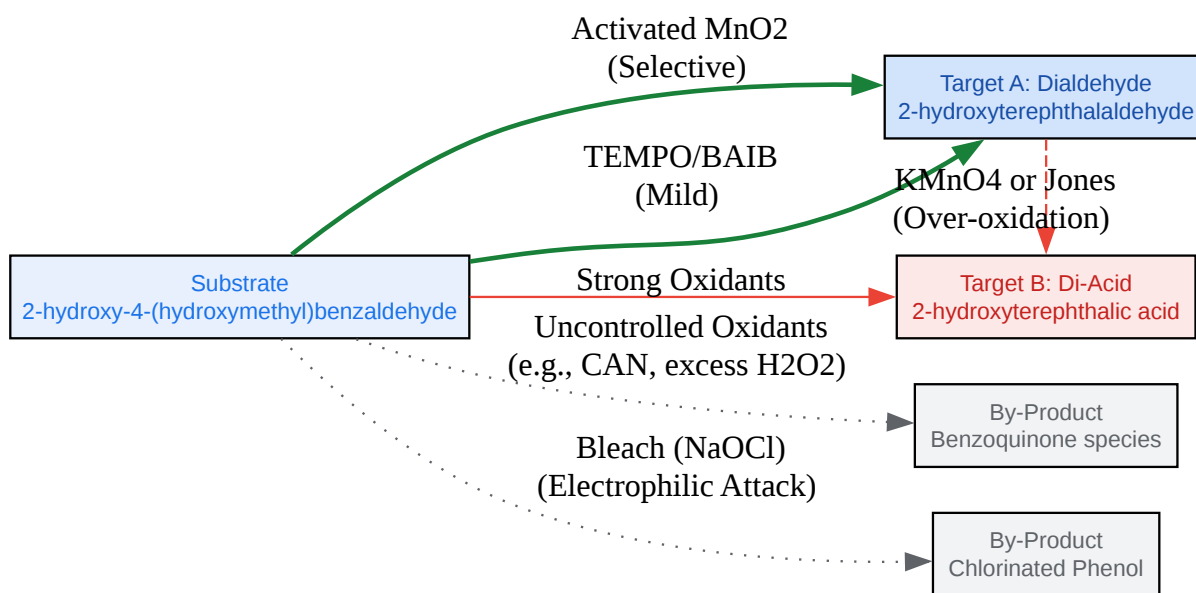 Activated MnO2
(Selective)
Target A: Dialdehyde
2-hydroxyterephthalaldehyde
TEMPO/BAIB
(Mild)
KMnO4 or Jones
(Over-oxidation)
Substrate
2-hydroxy-4-(hydroxymethyl)benzaldehyde
Strong Oxidants
Target B: Di-Acid
2-hydroxyterephthalic acid
Uncontrolled Oxidants
(e.g., CAN, excess H2O2)
By-Product
Benzoquinone species
Bleach (NaOCl)
(Electrophilic Attack)
By-Product
Chlorinated Phenol